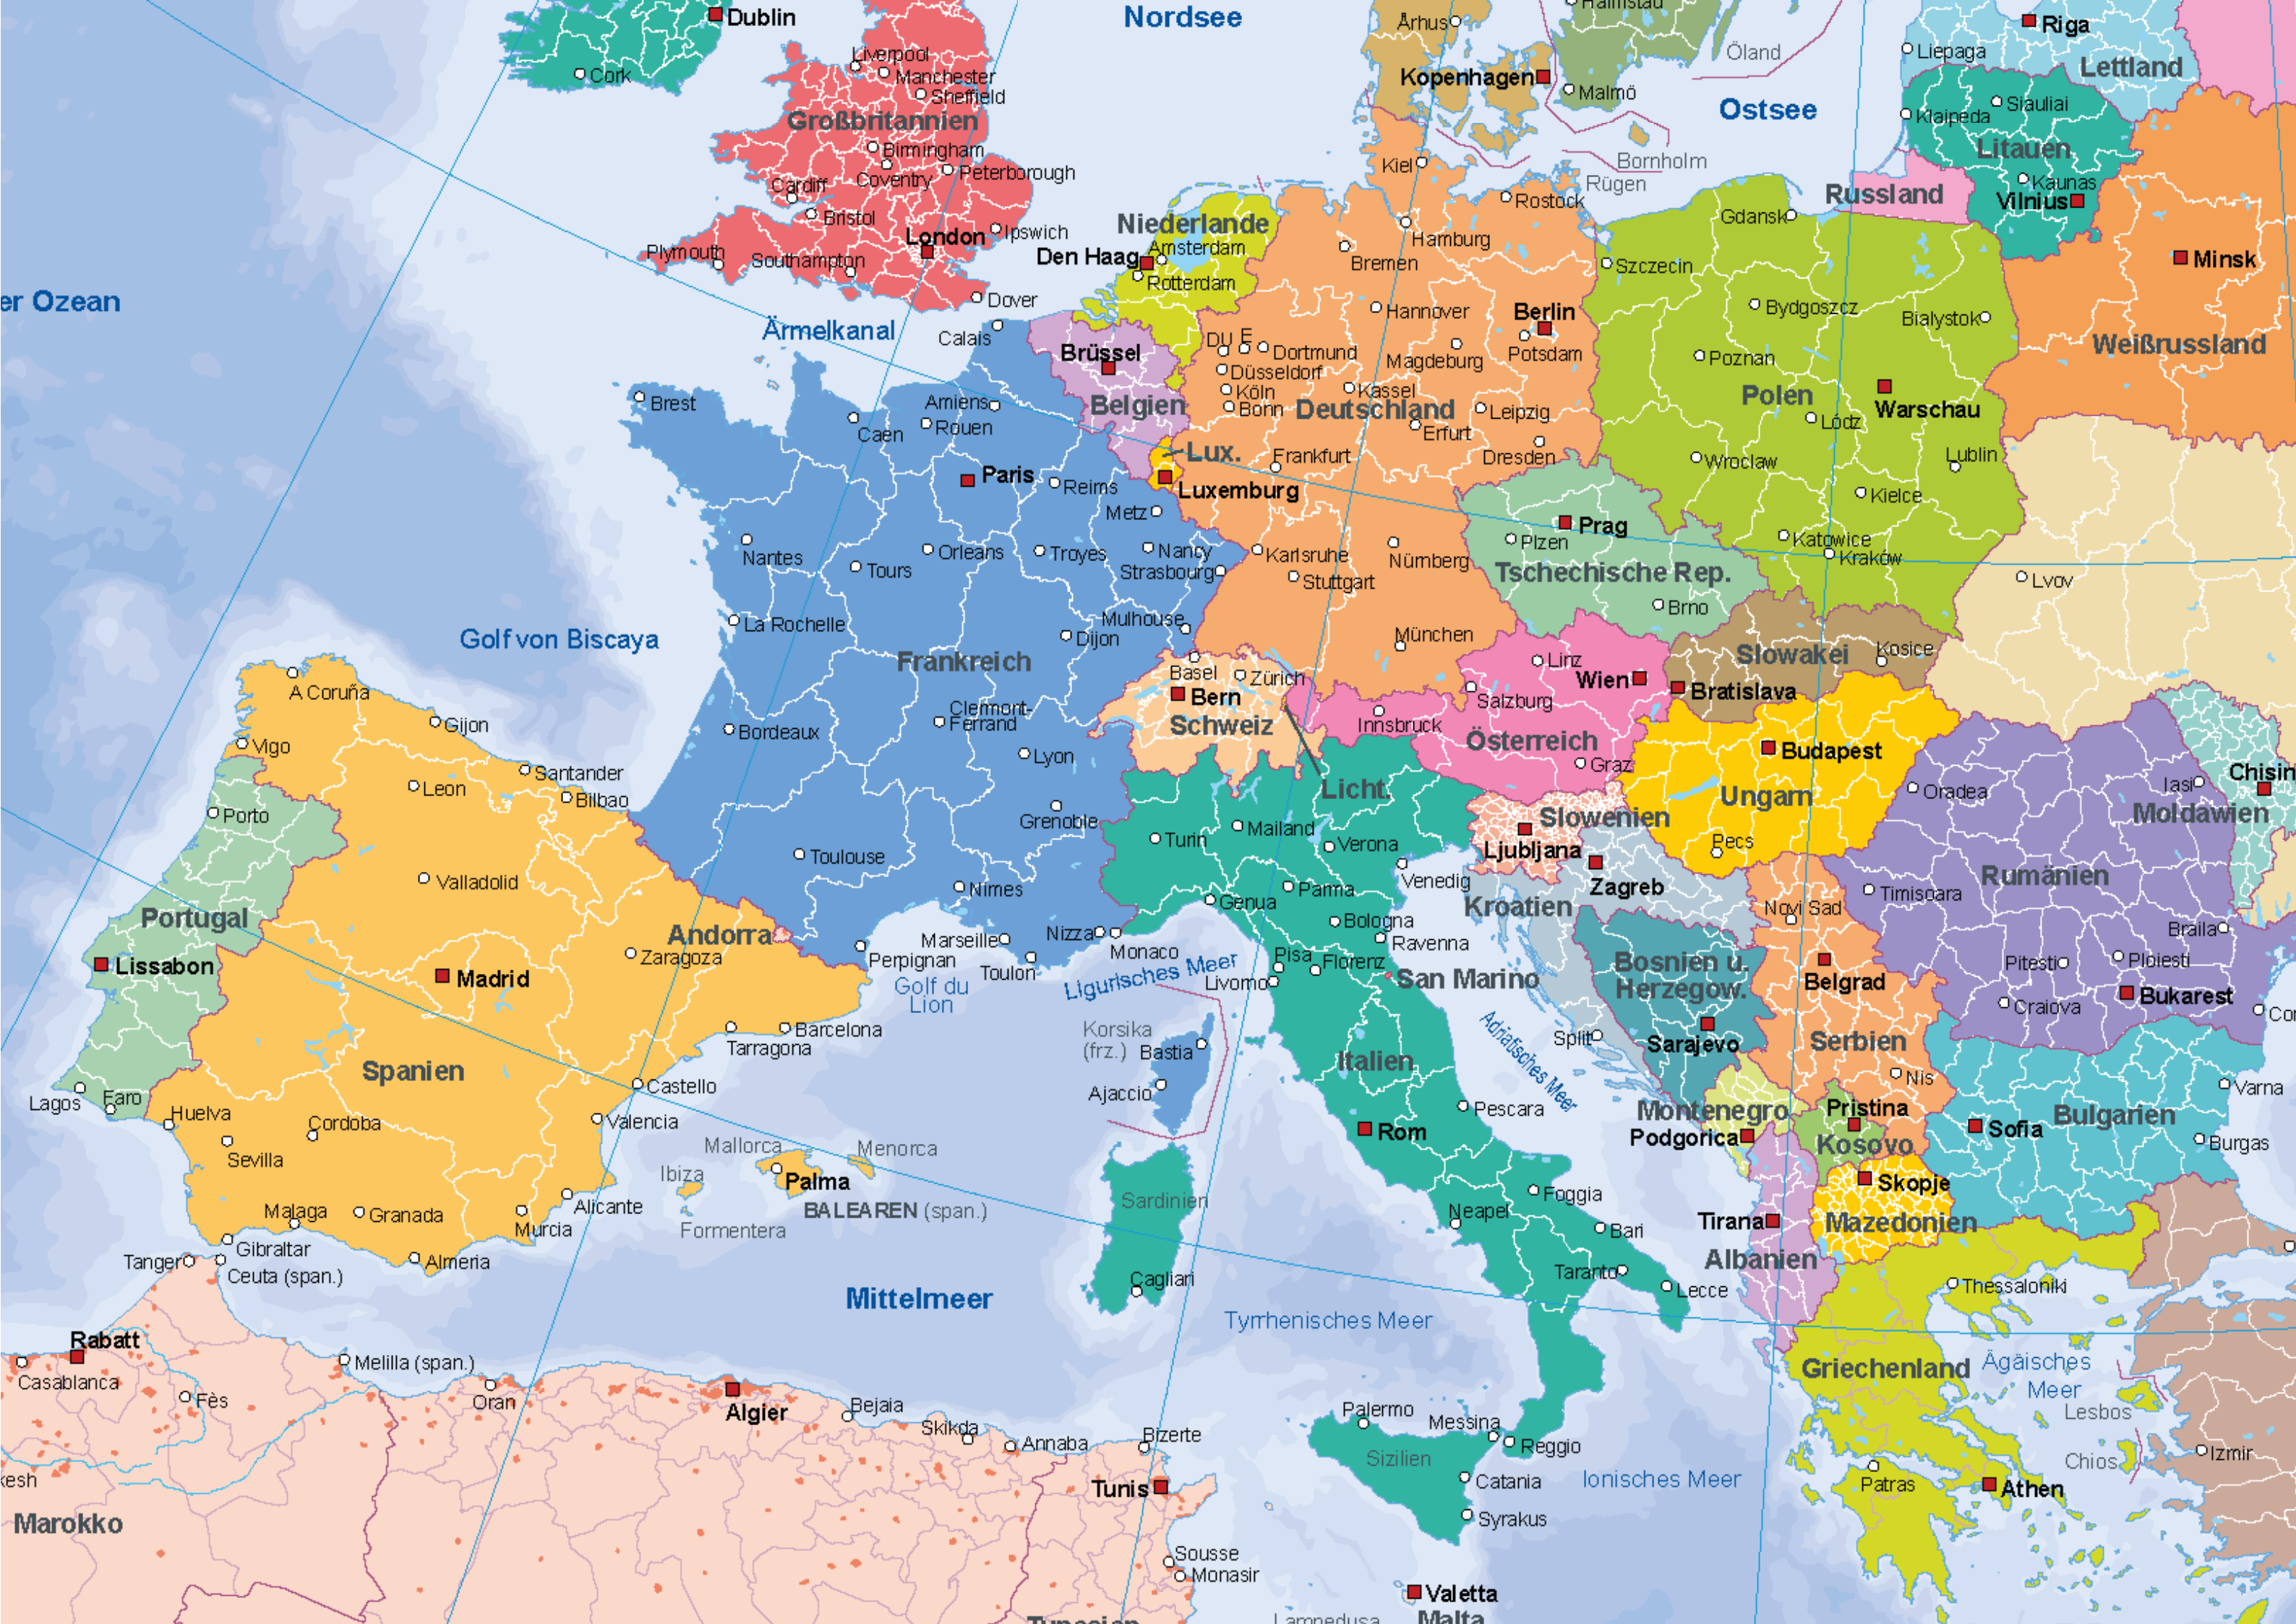 Dublin
Cork
Liverpool
Manchester
Sheffield
Großbritannien
Birmingham
Coventry
Peterborough
Cardiff
Bristol
London
Ipswich
Plymouth
Southampton
Dover
Nordsee
Århus
Kopenhagen
Malmö
Öland
Ostsee
Bornholm
Rügen
Riga
Liepaga
Lettland
Siauliai
Klaipeda
Litauen
Kaunas
Vilnius
Russland
Minsk
Weißrussland
er Ozean
Ärmelkanal
Niederlande
Amsterdam
Den Haag
Rotterdam
Calais
Brüssel
Belgien
Lux.
Luxemburg
Kiel
Rostock
Hamburg
Bremen
Hannover
Berlin
Potsdam
Magdeburg
DU
E
Dortmund
Düsseldorf
Köln
Bonn
Kassel
Deutschland
Leipzig
Erfurt
Dresden
Frankfurt
Karlsruhe
Stuttgart
Nürnberg
München
Gdansk
Szczecin
Bydgoszcz
Bialystok
Poznan
Polen
Warschau
Lódz
Wroclaw
Lublin
Kielce
Katowice
Kraków
Lvov
Prag
Plzen
Tschechische Rep.
Brno
Slowakei
Kosice
Bratislava
Brest
Caen
Amiens
Rouen
Paris
Reims
Metz
Nancy
Strasbourg
Nantes
Tours
Orleans
Troyes
La Rochelle
Mulhouse
Dijon
Frankreich
Clermont-
Ferrand
Bordeaux
Lyon
Grenoble
Toulouse
Nimes
Marseille
Toulon
Nizza
Monaco
Perpignan
Golf du
Lion
Ligurisches Meer
Golf von Biscaya
Basel
Zürich
Bern
Schweiz
Licht.
Linz
Wien
Salzburg
Innsbruck
Österreich
Graz
Budapest
Ungarn
Pecs
Slowenien
Ljubljana
Zagreb
Kroatien
Split
Bosnien u.
Herzegow.
Sarajevo
Novi Sad
Belgrad
Serbien
Nis
Oradea
Iasi
Chisin
Moldawien
Rumänien
Timisoara
Braila
Pitesti
Ploiesti
Craiova
Bukarest
Varna
Bulgarien
Sofia
Burgas
Montenegro
Podgorica
Pristina
Kosovo
Skopje
Mazedonien
Tirana
Albanien
Thessaloniki
Griechenland
Ägäisches
Meer
Lesbos
Chios
Izmir
Patras
Athen
A Coruña
Gijon
Vigo
Santander
Leon
Bilbao
Porto
Valladolid
Portugal
Andorra
Zaragoza
Lissabon
Madrid
Barcelona
Tarragona
Spanien
Castello
Lagos
Faro
Huelva
Cordoba
Valencia
Sevilla
Malaga
Granada
Alicante
Murcia
Almeria
Gibraltar
Tanger
Ceuta (span.)
Mallorca
Menorca
Ibiza
Palma
BALEAREN (span.)
Formentera
Mittelmeer
Turin
Mailand
Verona
Venedig
Parma
Genua
Bologna
Ravenna
Pisa
Florenz
Livorno
San Marino
Adriatisches Meer
Korsika
(frz.)
Bastia
Ajaccio
Italien
Pescara
Rom
Sardinien
Cagliari
Foggia
Neapel
Bari
Taranto
Lecce
Tyrrhenisches Meer
Palermo
Messina
Reggio
Sizilien
Catania
Syrakus
Ionisches Meer
Rabatt
Casablanca
Melilla (span.)
Fès
Oran
Algier
Bejaia
Skikda
Annaba
Bizerte
Tunis
kesh
Marokko
Sousse
Monasir
Valetta
Malta
Lampedusa
Tunesien